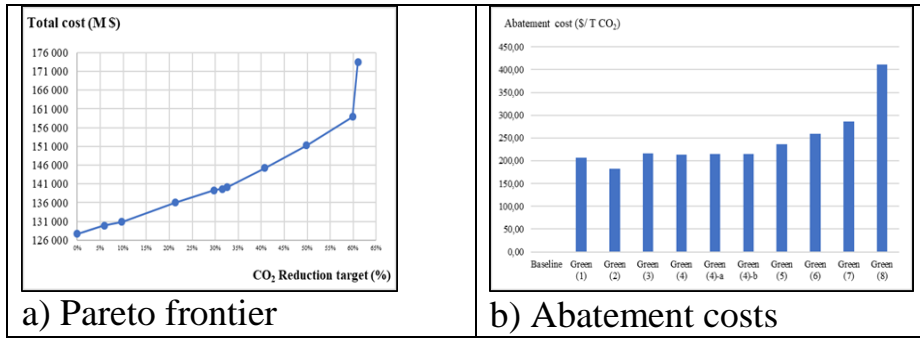 Total cost (M $)
176 000
171 000
166 000
161 000
156 000
151 000
146 000
141 000
136 000
131 000
126 000
0% 5% 10% 15% 20% 25% 30% 35% 40% 45% 50% 55% 60% 65%
CO₂ Reduction target (%)
a) Pareto frontier
Abatement cost ($/ T CO₂)
450,00
400,00
350,00
300,00
250,00
200,00
150,00
100,00
50,00
0,00
Baseline Green Green Green Green Green Green Green Green Green Green
(1) (2) (3) (4) (4)-a (4)-b (5) (6) (7) (8)
b) Abatement costs